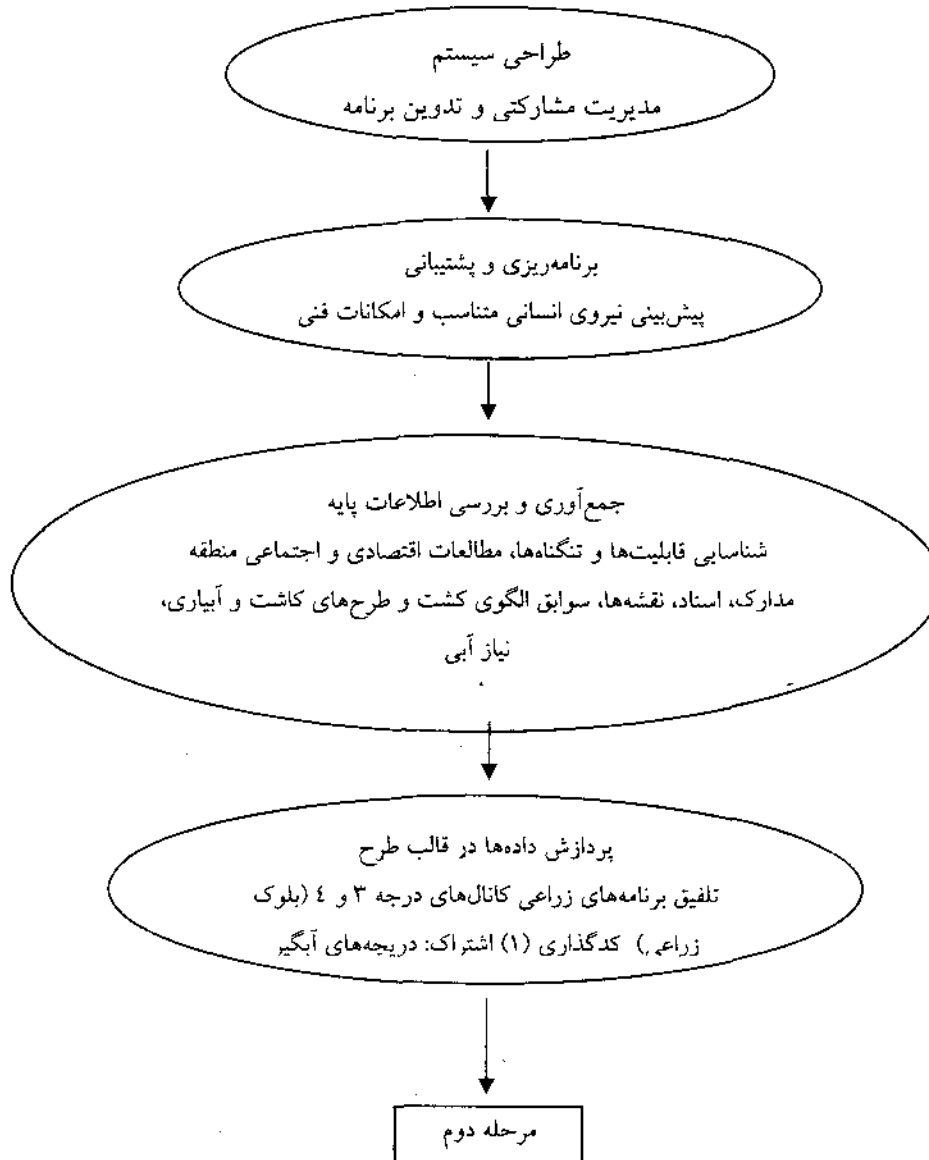 طراحی سیستم
مدیریت مشارکتی و تدوین برنامه
برنامه‌ریزی و پشتیبانی
پیش‌بینی نیروی انسانی متناسب و امکانات فنی
جمع‌آوری و بررسی اطلاعات پایه
شناسایی قابلیت‌ها و تنگناه‌ها، مطالعات اقتصادی و اجتماعی منطقه
مدارک، اسناد، نقشه‌ها، سوابق الگوی کشت و طرح‌های کاشت و آبیاری،
نیاز آبی
پردازش داده‌ها در قالب طرح
تلفیق برنامه‌های زراعی کانال‌های درجه ۳ و ٤ (بلوک
زراعی) کدگذاری (۱) اشتراک: دریچه‌های آبگیر
مرحله دوم